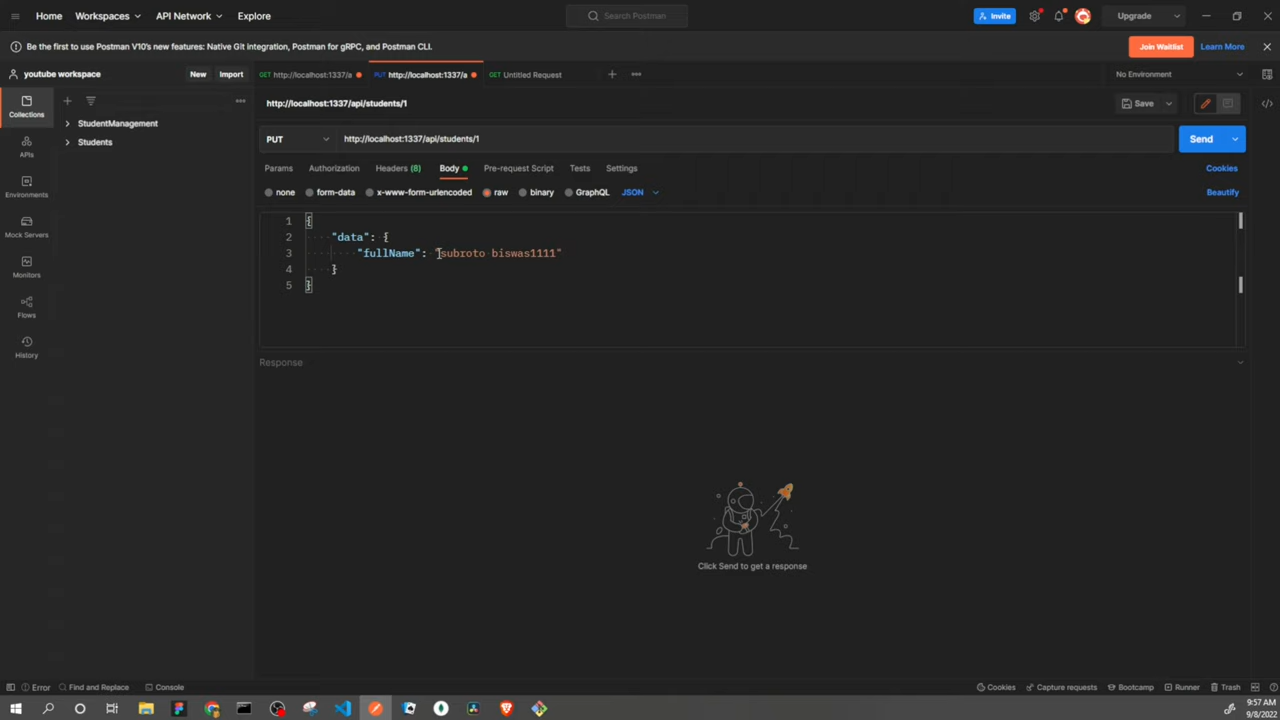 Home Workspaces API Network Explore Search Postman Invite Upgrade
Be the first to use Postman V10's new features: Native Git integration, Postman for gRPC, and Postman CLI. Join Waitlist Learn More
youtube workspace New Import GET http://localhost:1337/a PUT http://localhost:1337/a GET Untitled Request No Environment
Collections
APIs
Environments
Mock Servers
Monitors
Flows
History
StudentManagement
Students
http://localhost:1337/api/students/1 Save
PUT http://localhost:1337/api/students/1 Send
Params Authorization Headers (8) Body Pre-request Script Tests Settings Cookies
none form-data x-www-form-urlencoded raw binary GraphQL JSON Beautify
1 {
2 "data": {
3 "fullName": "subroto biswas1111"
4 }
5 }
Response
Click Send to get a response
Error Find and Replace Console Cookies Capture requests Bootcamp Runner Trash
9:57 AM
9/8/2022